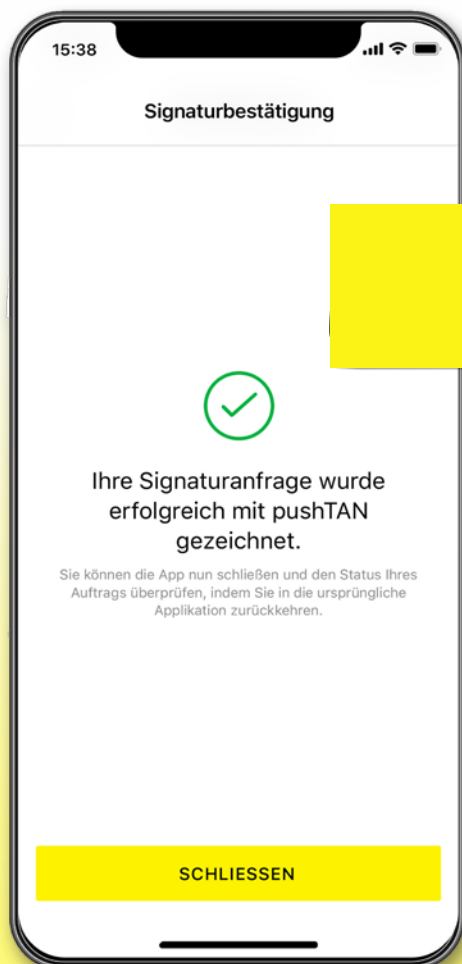 15:38
Signaturbestätigung
Ihre Signaturanfrage wurde
erfolgreich mit pushTAN
gezeichnet.
Sie können die App nun schließen und den Status Ihres
Auftrags überprüfen, indem Sie in die ursprüngliche
Applikation zurückkehren.
SCHLIESSEN